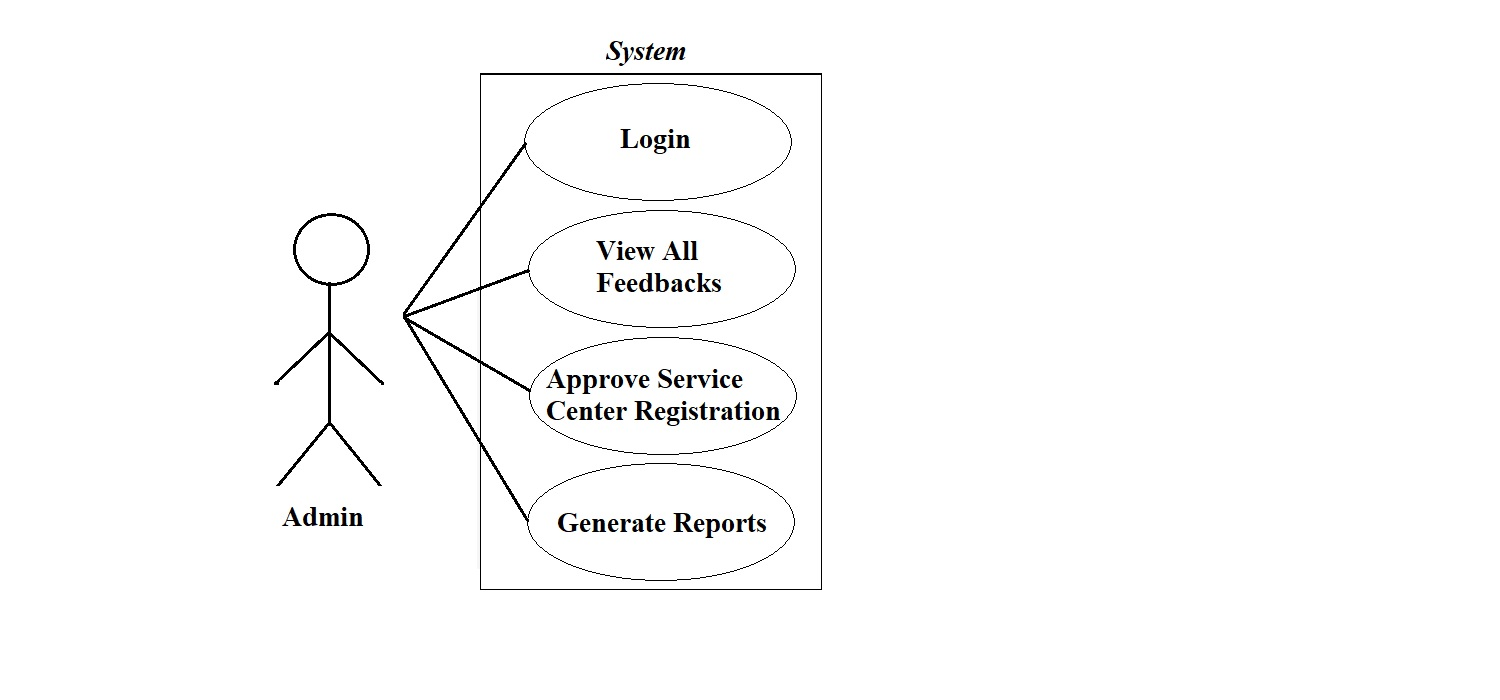 System
Login
View All
Feedbacks
Approve Service
Center Registration
Generate Reports
Admin